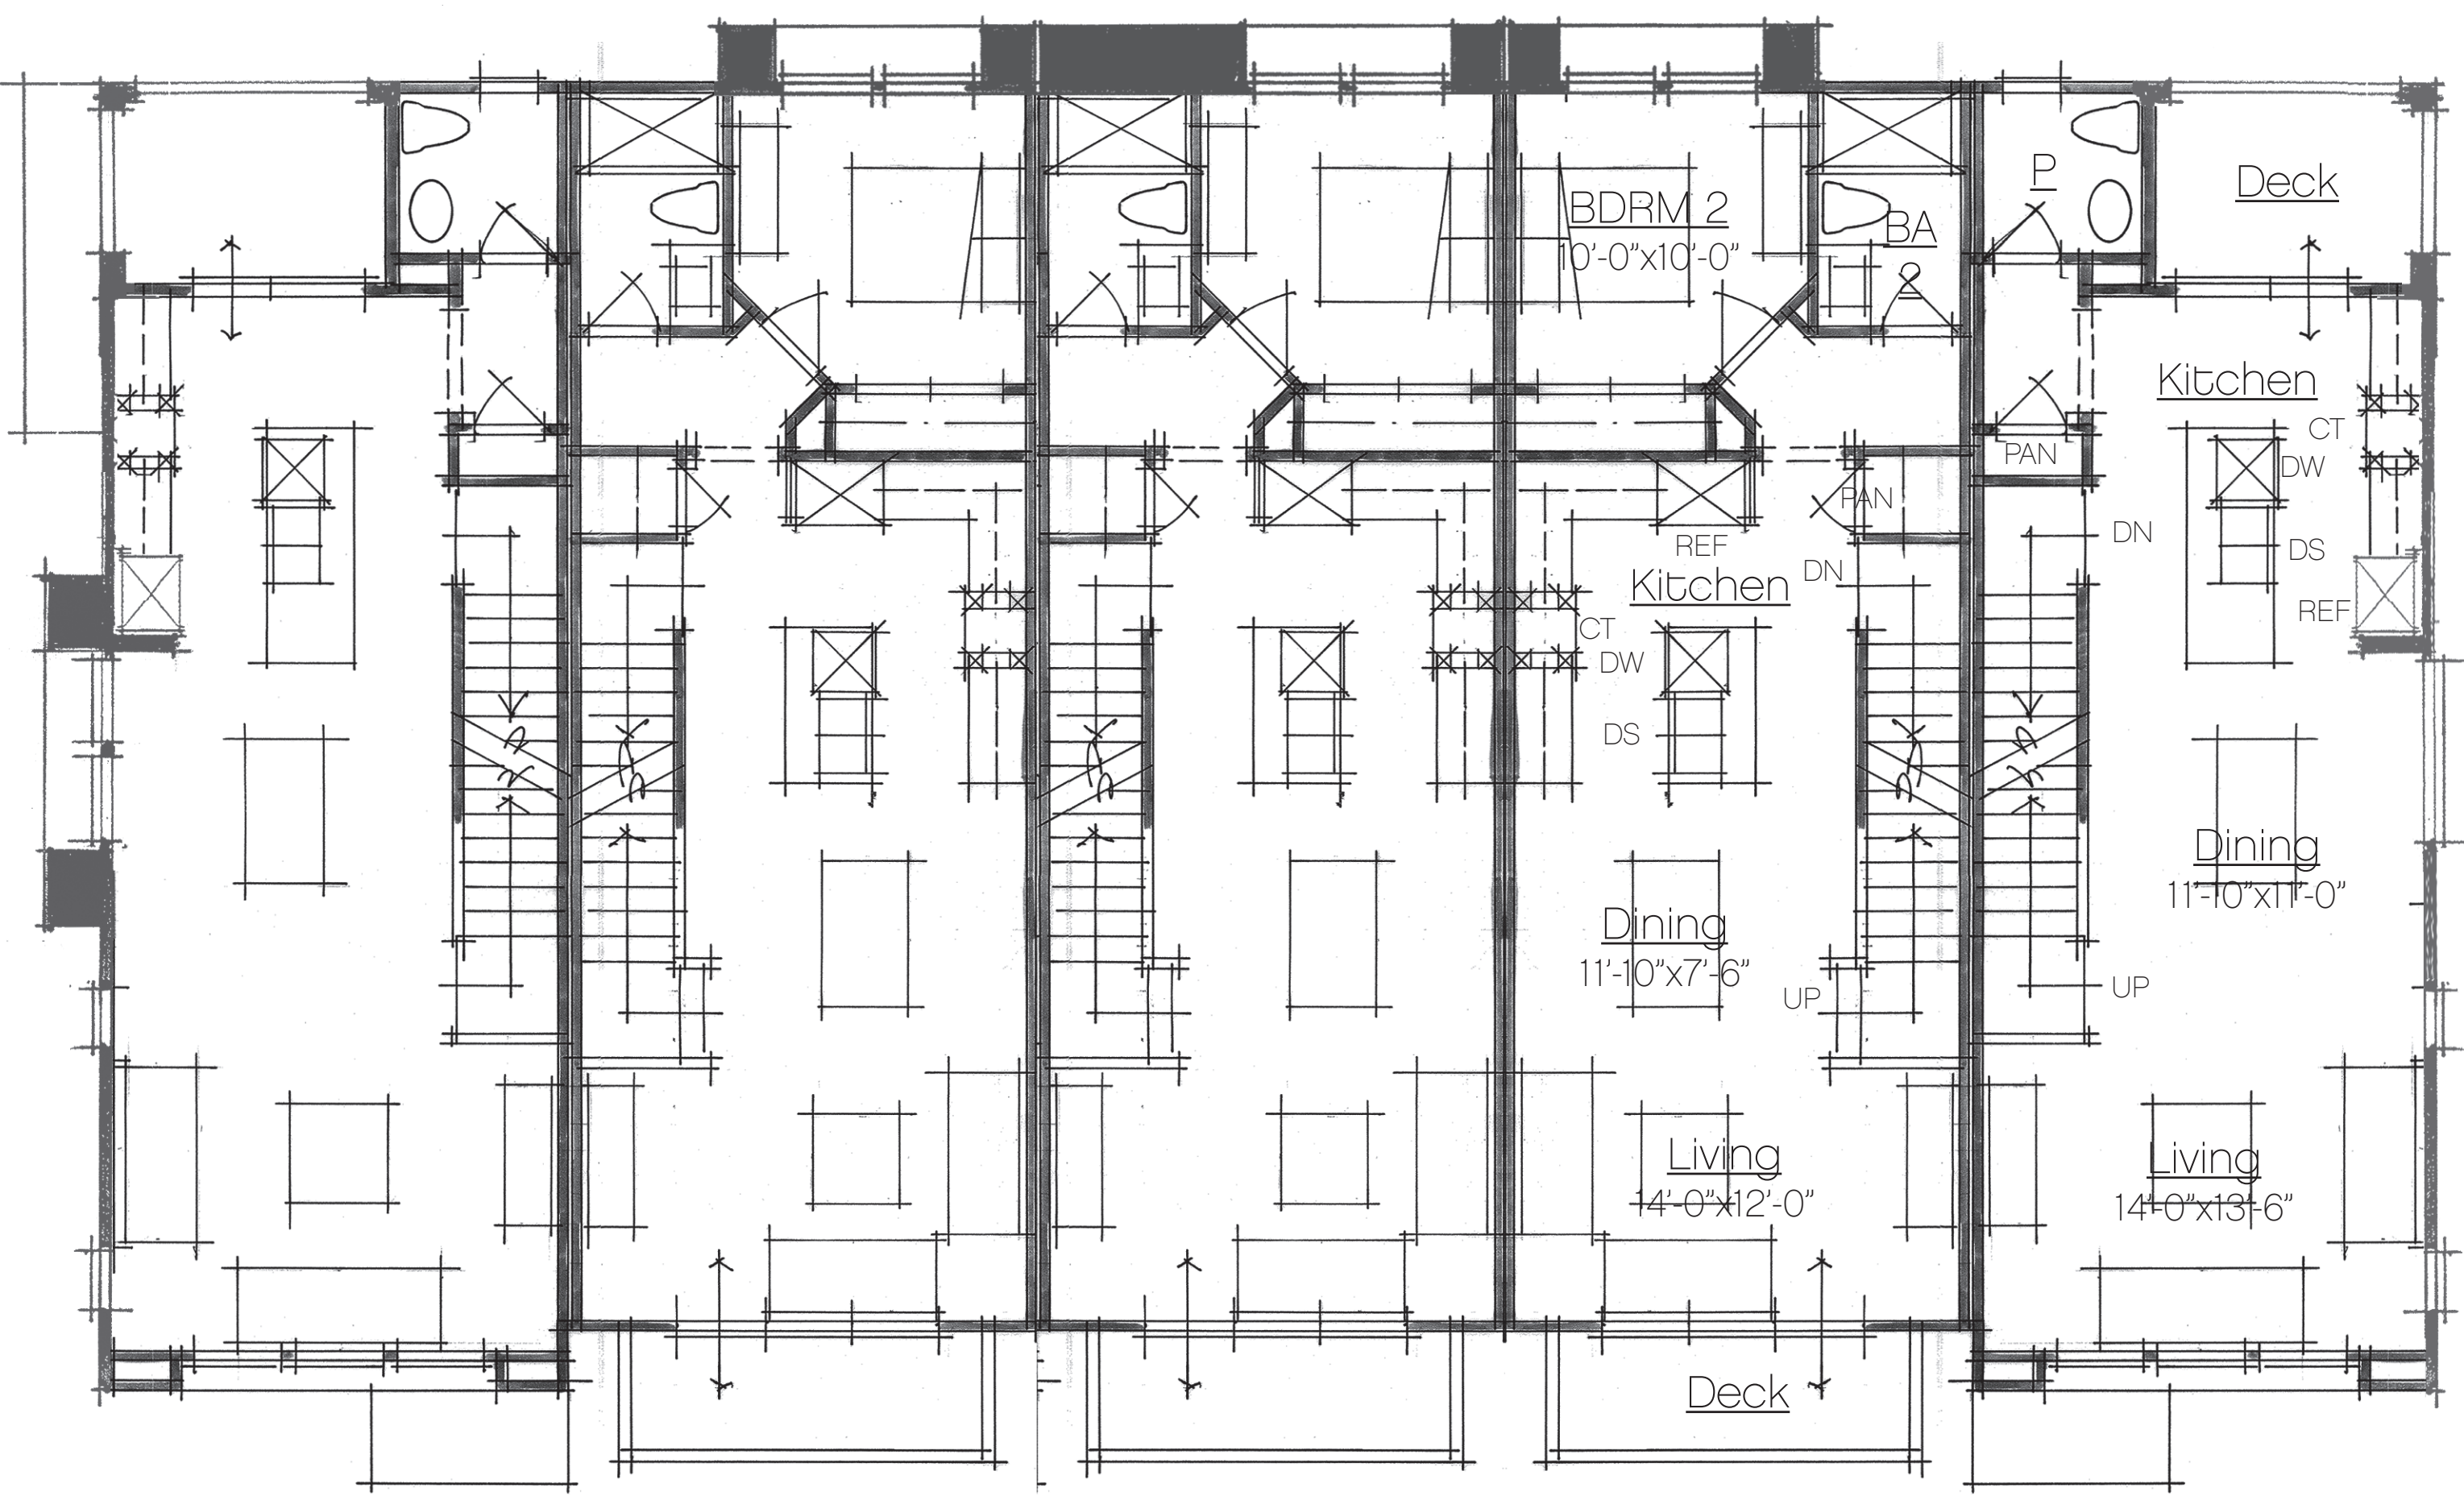 P
Deck
BDRM 2
10'-0"x10'-0"
BA
2
Kitchen
CT
DW
PAN
DS
REF
DN
PAN
REF
Kitchen
DN
CT
DW
DS
Dining
11'-10"x11'-0"
Dining
11'-10"x7'-6"
UP
UP
Living
14'-0"x12'-0"
Living
14'-0"x13'-6"
Deck